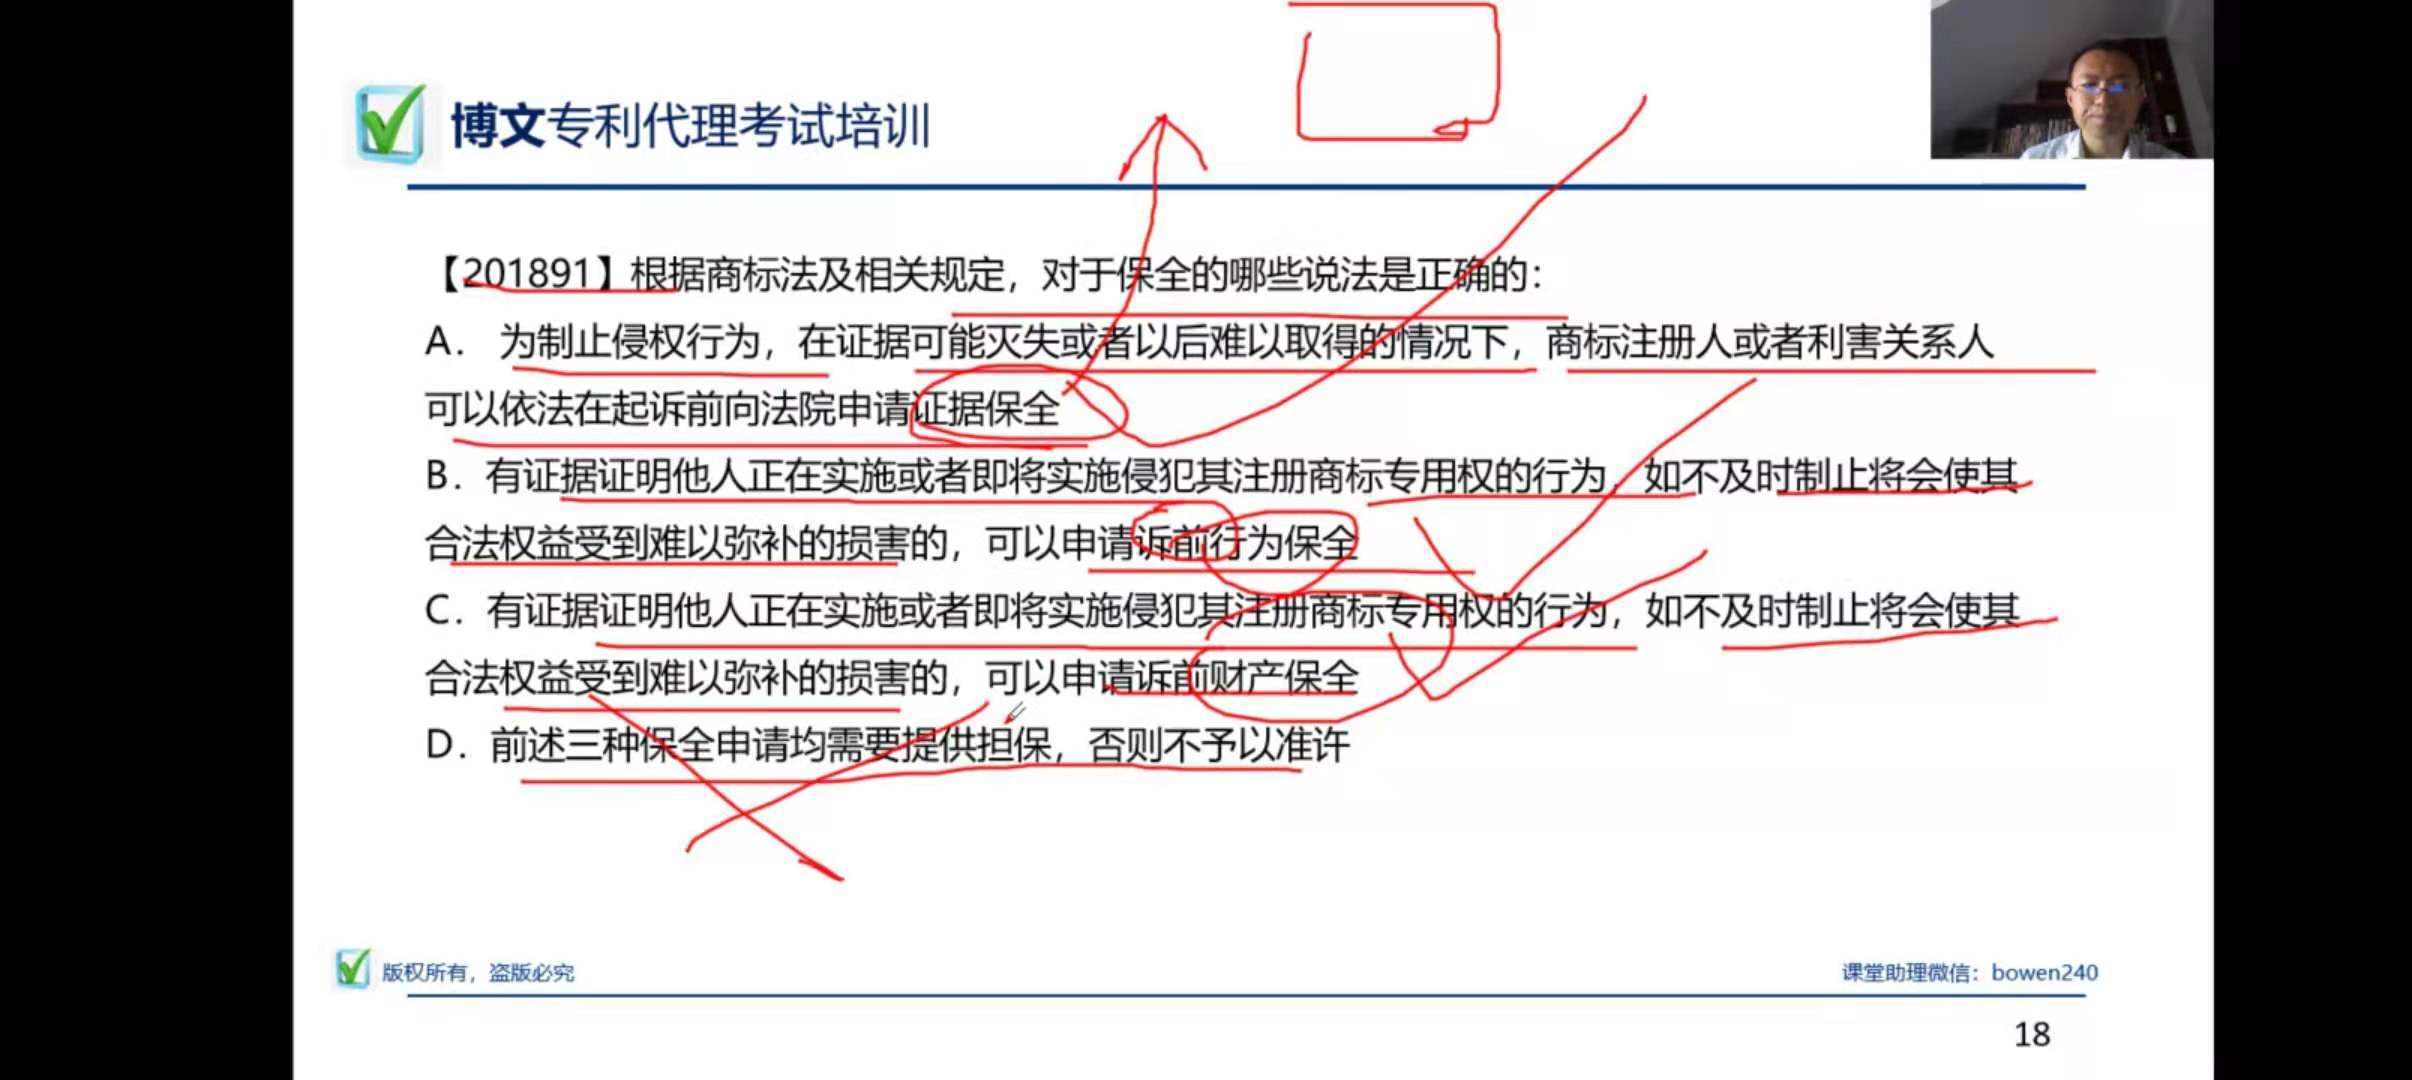 博文专利代理考试培训
【201891】根据商标法及相关规定，对于保全的哪些说法是正确的：
A． 为制止侵权行为，在证据可能灭失或者以后难以取得的情况下，商标注册人或者利害关系人
可以依法在起诉前向法院申请证据保全
B．有证据证明他人正在实施或者即将实施侵犯其注册商标专用权的行为，如不及时制止将会使其
合法权益受到难以弥补的损害的，可以申请诉前行为保全
C．有证据证明他人正在实施或者即将实施侵犯其注册商标专用权的行为，如不及时制止将会使其
合法权益受到难以弥补的损害的，可以申请诉前财产保全
D．前述三种保全申请均需要提供担保，否则不予以准许
版权所有，盗版必究
课堂助理微信：bowen240
18